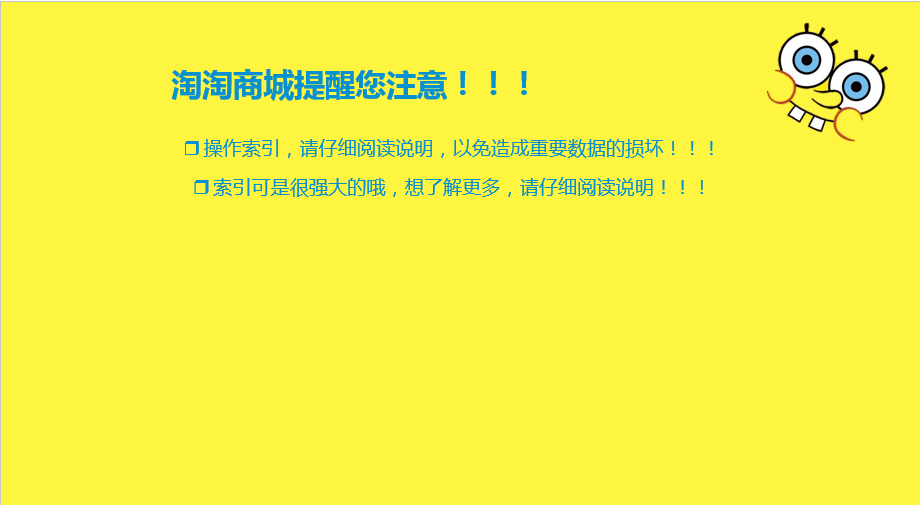 淘淘商城提醒您注意！！！
❒ 操作索引，请仔细阅读说明，以免造成重要数据的损坏！！！
❒ 索引可是很强大的哦，想了解更多，请仔细阅读说明！！！